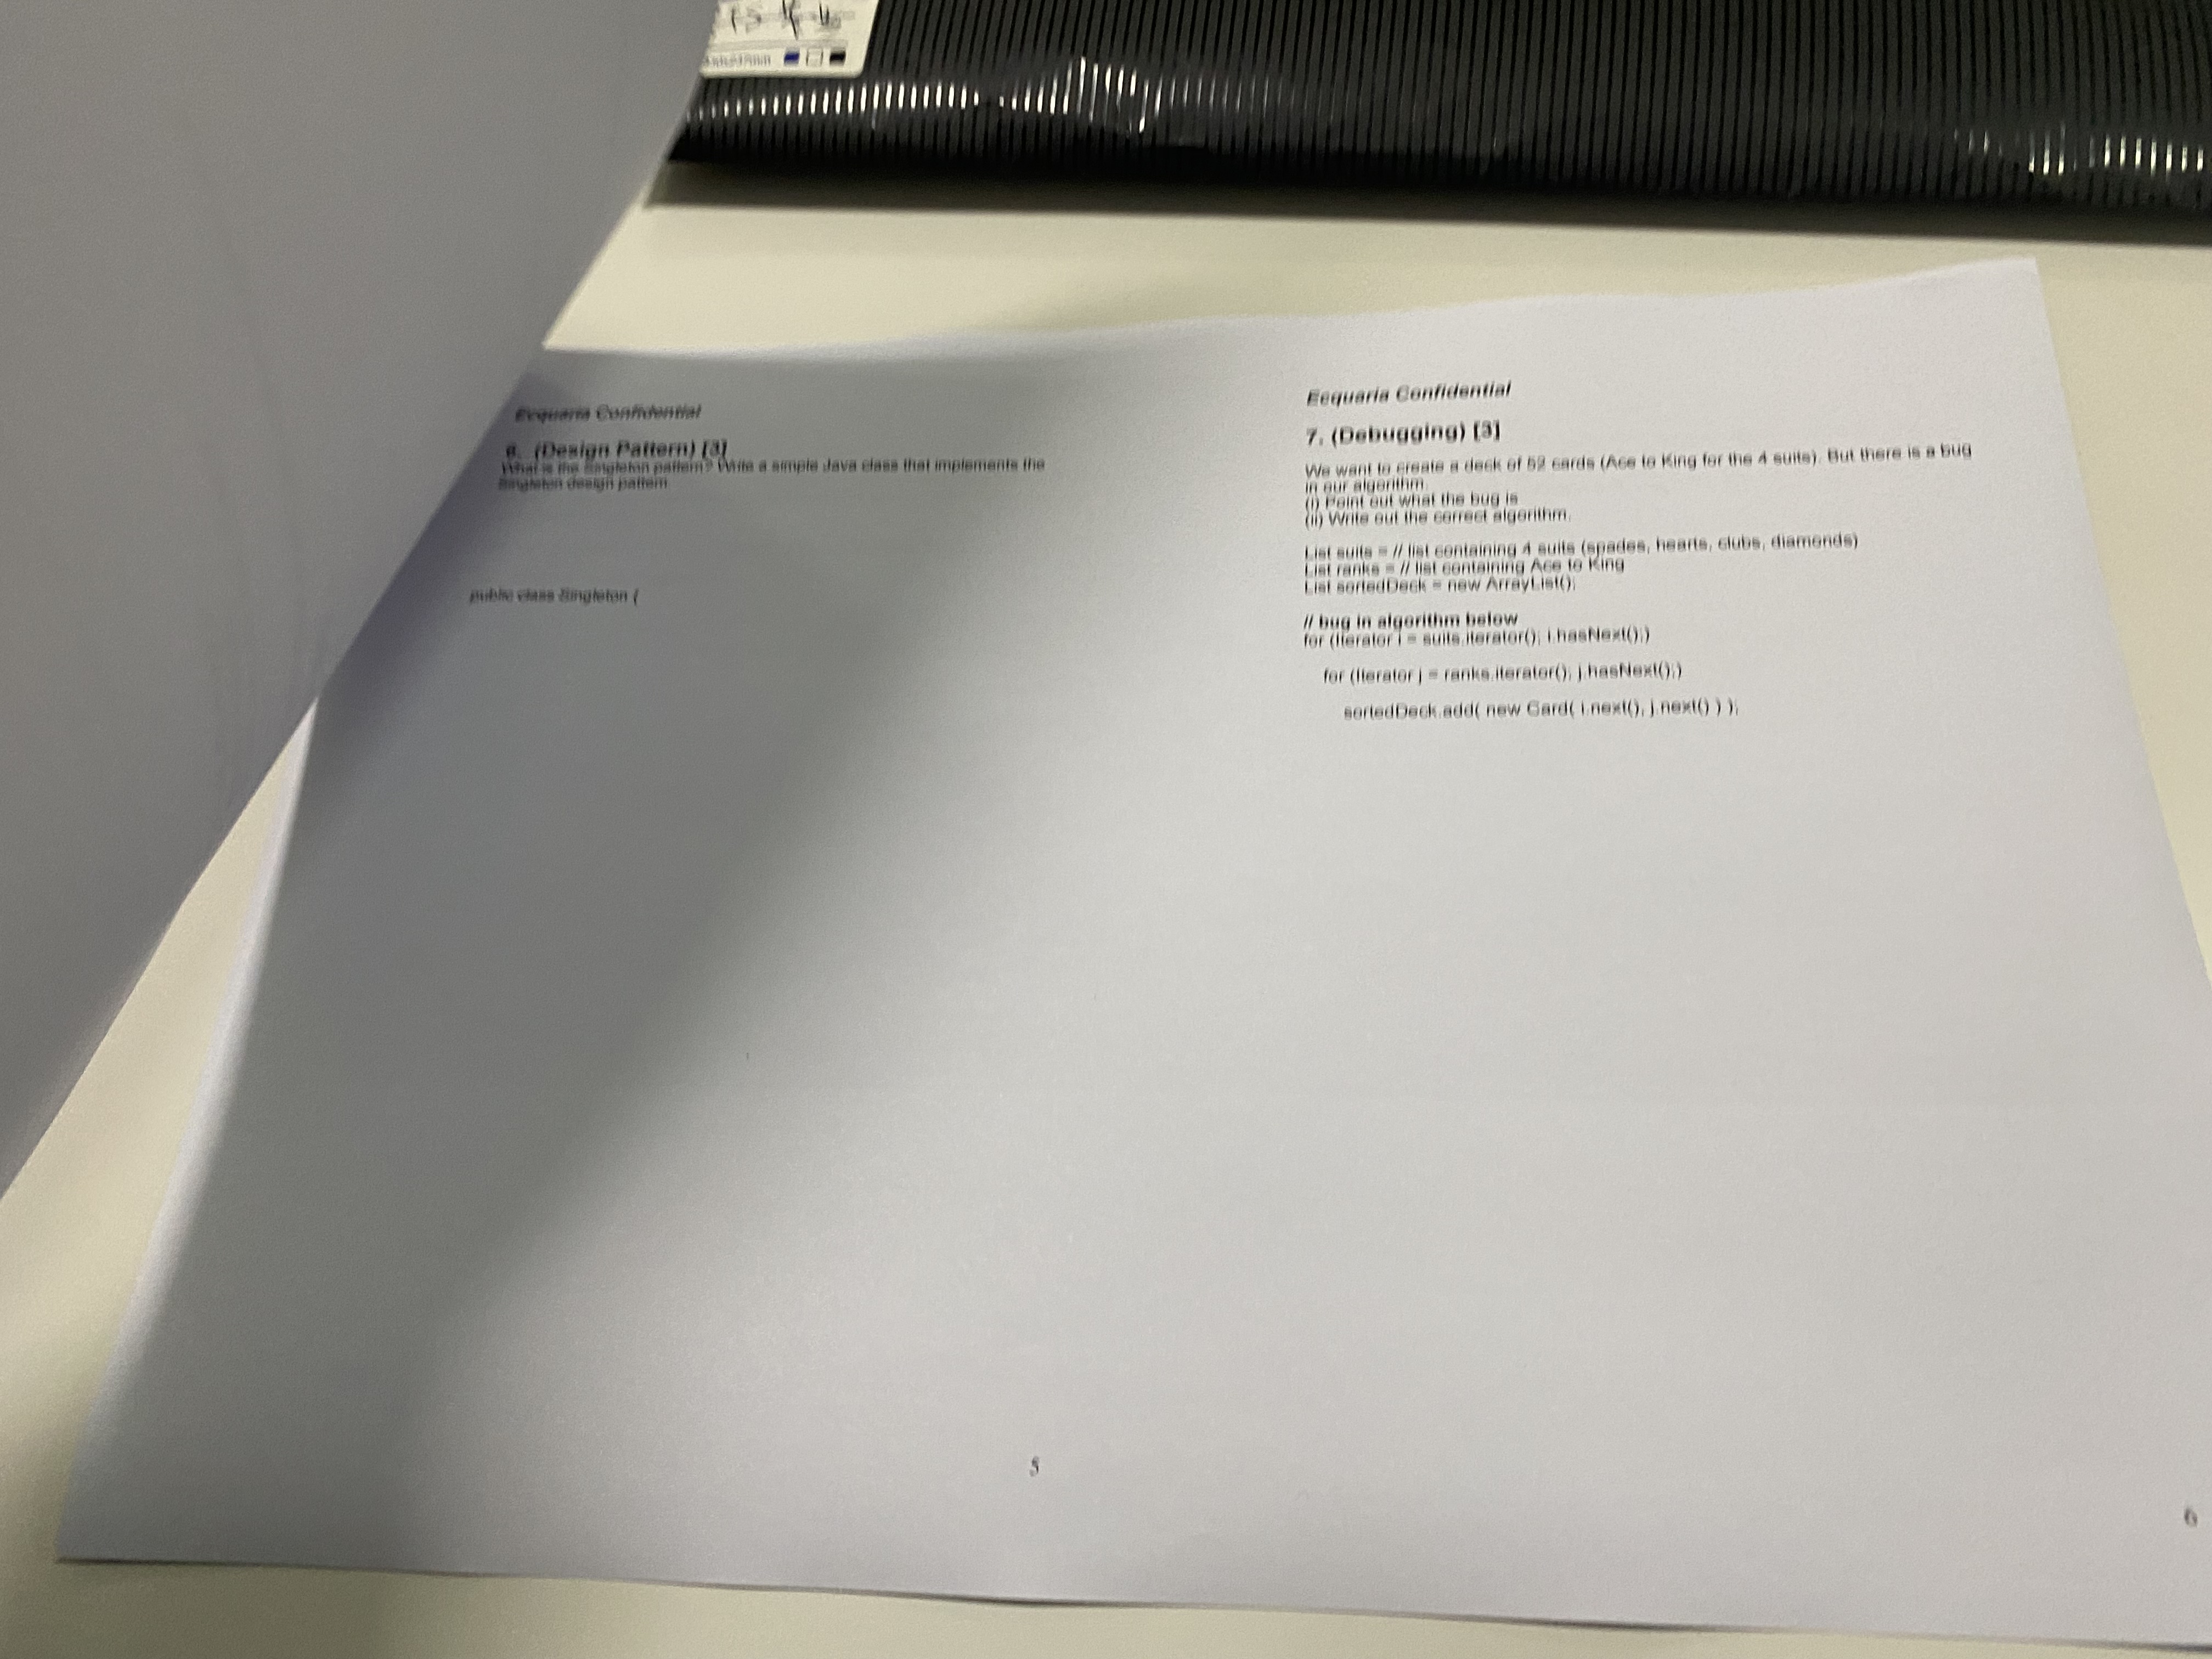 Ecquaria Confidential
6. (Design Pattern) [3]
What is the Singleton pattern? Write a simple Java class that implements the
Singleton design pattern.
public class Singleton {
5
Ecquaria Confidential
7. (Debugging) [3]
We want to create a deck of 52 cards (Ace to King for the 4 suits). But there is a bug
in our algorithm.
(i) Point out what the bug is
(ii) Write out the correct algorithm.
List suits = // list containing 4 suits (spades, hearts, clubs, diamonds)
List ranks = // list containing Ace to King
List sortedDeck = new ArrayList();
// bug in algorithm below
for (Iterator i = suits.iterator(); i.hasNext();)
for (Iterator j = ranks.iterator(); j.hasNext();)
sortedDeck.add( new Card( i.next(), j.next() ) );
6